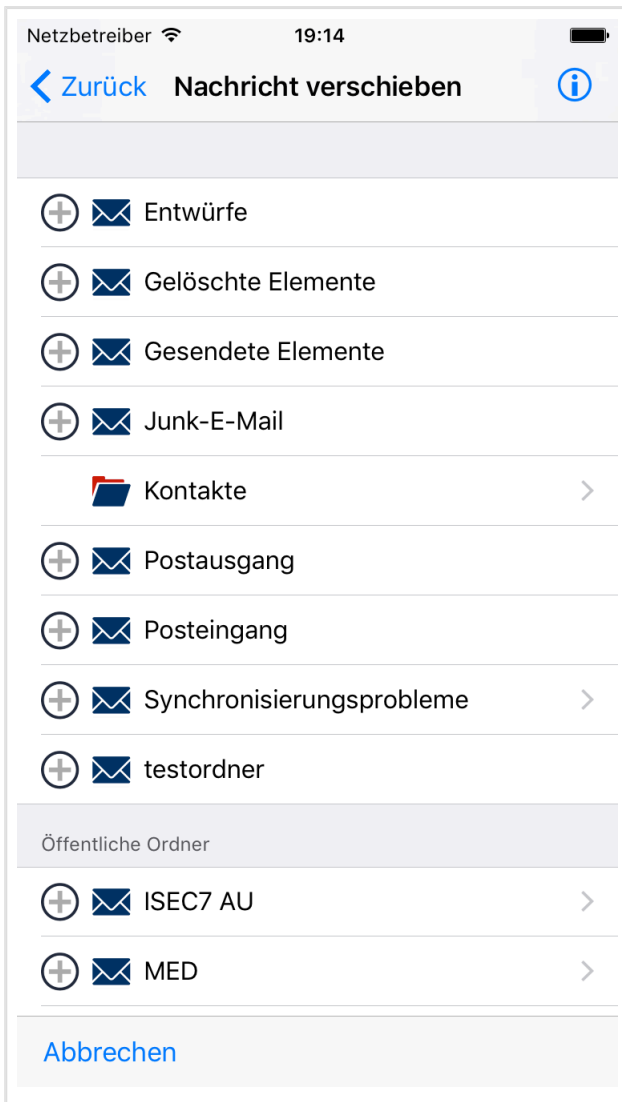 Netzbetreiber 19:14
Zurück Nachricht verschieben
Entwürfe
Gelöschte Elemente
Gesendete Elemente
Junk-E-Mail
Kontakte
Postausgang
Posteingang
Synchronisierungsprobleme
testordner
Öffentliche Ordner
ISEC7 AU
MED
Abbrechen